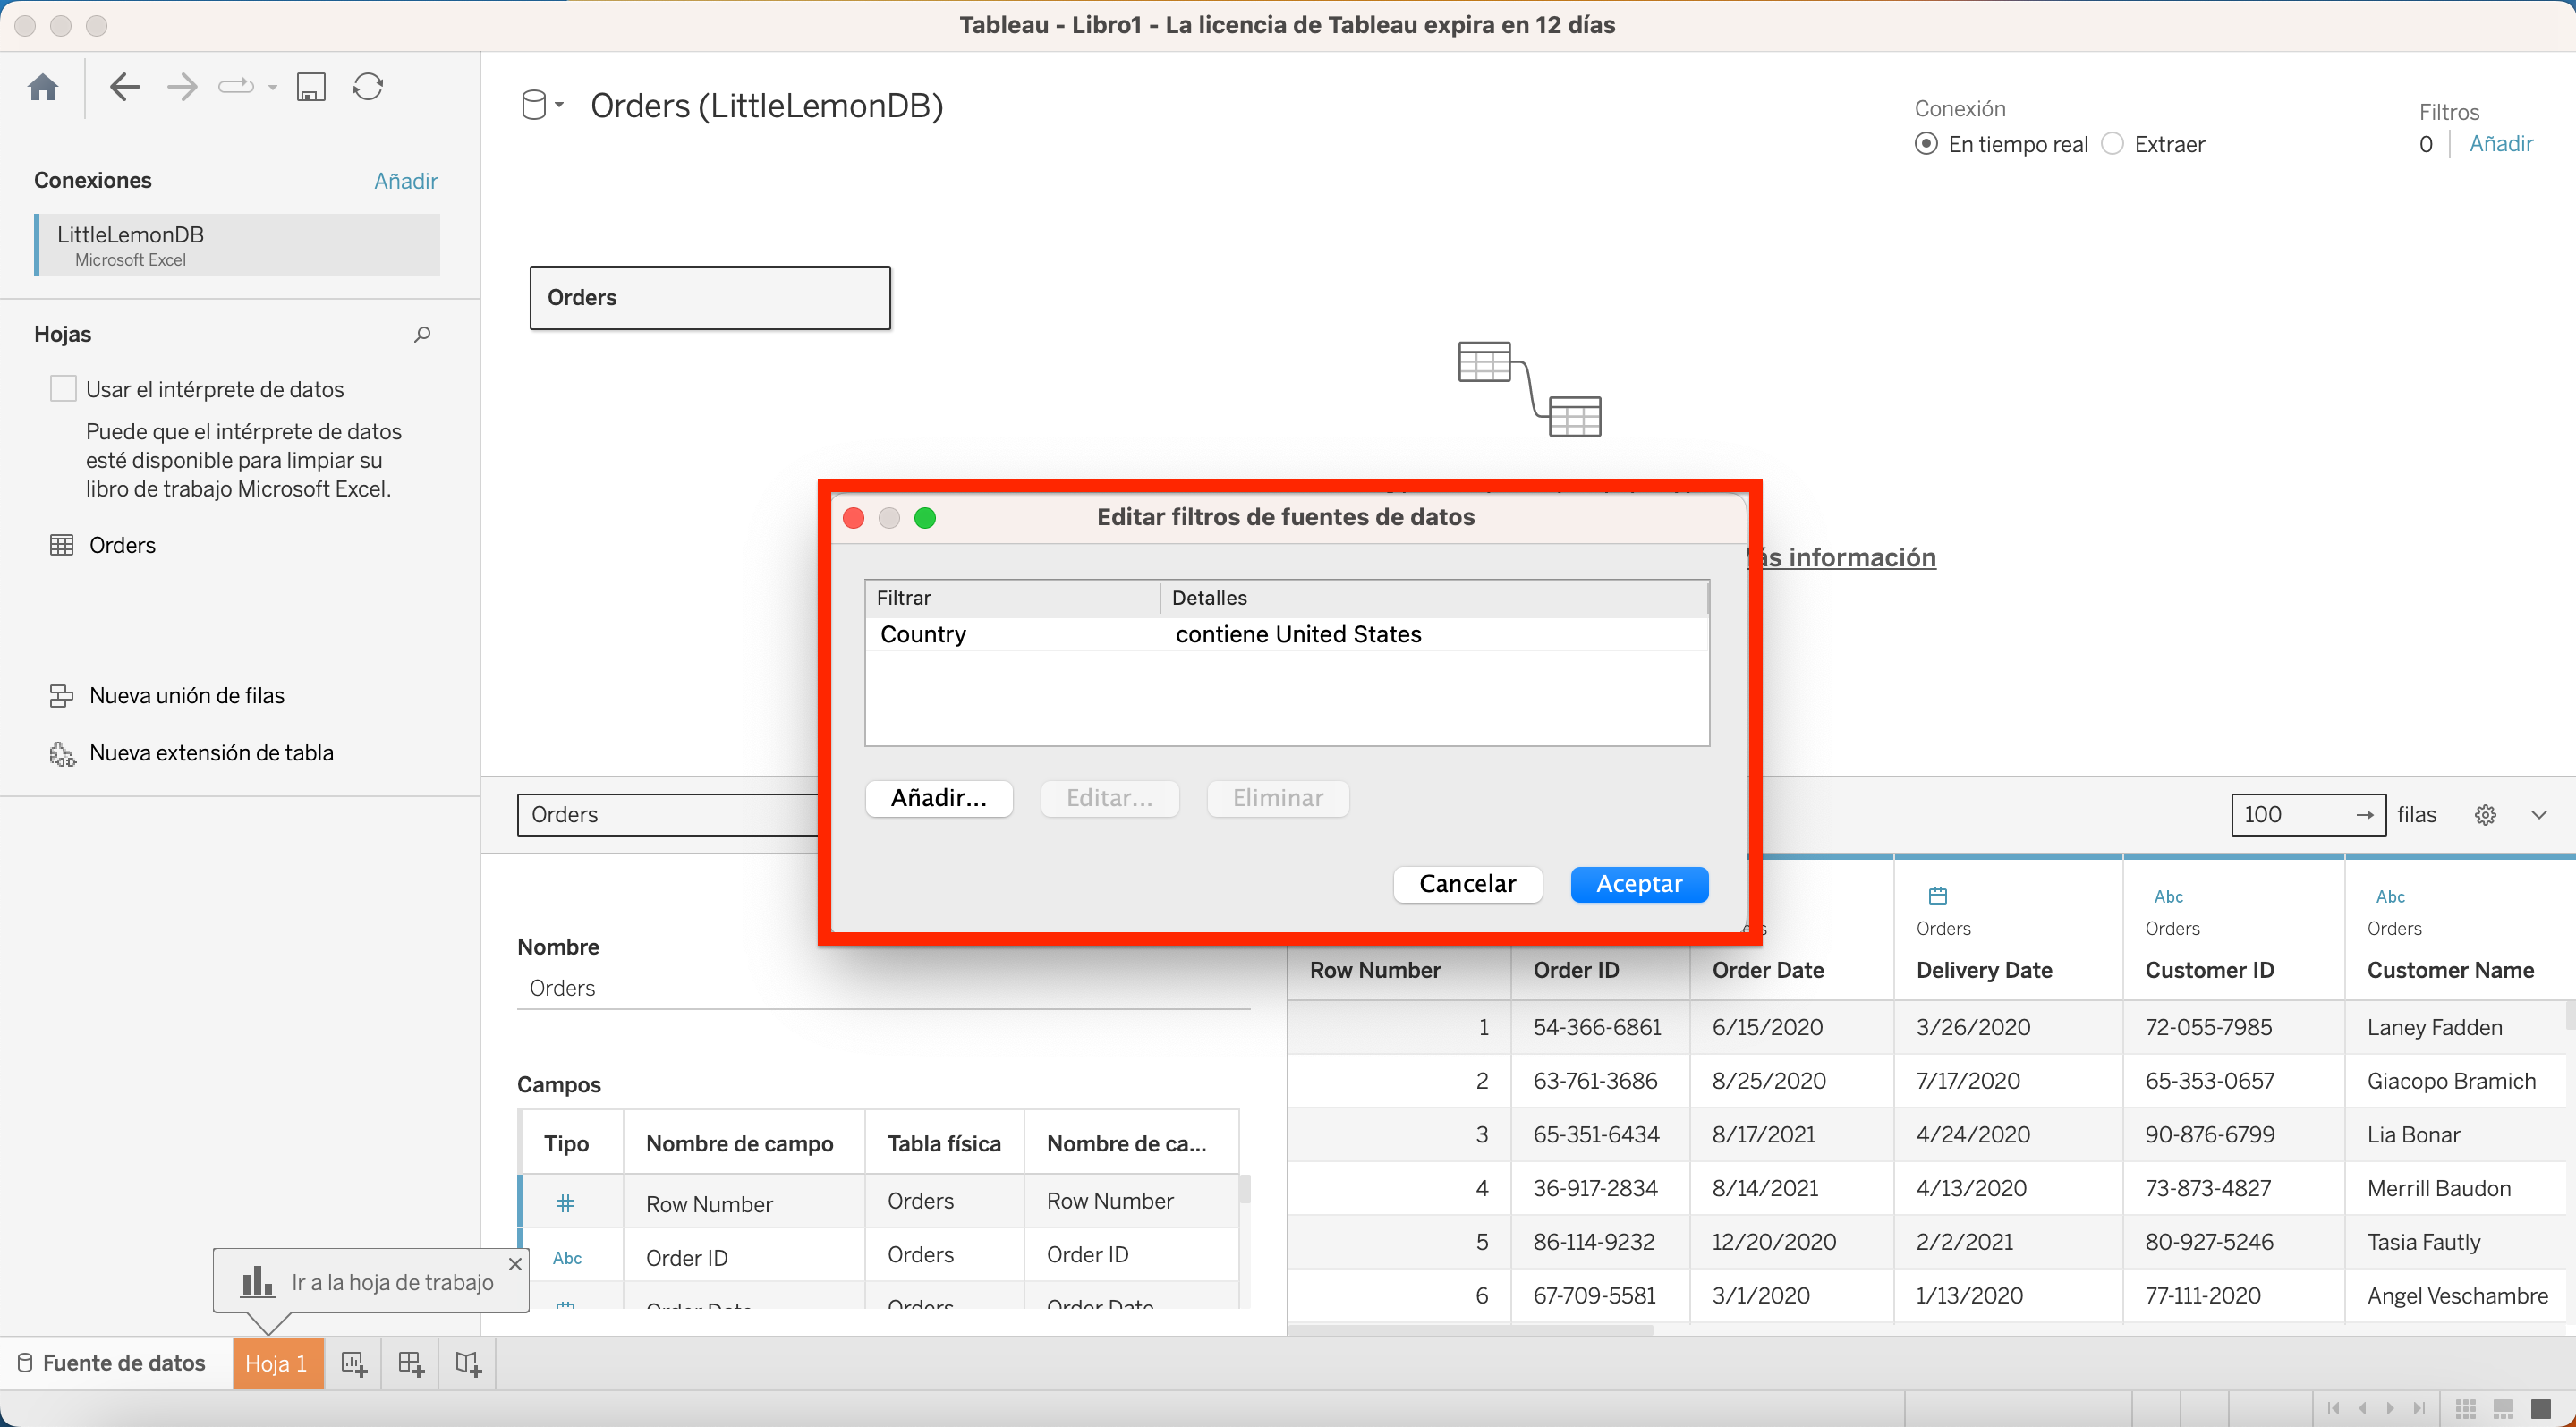 Tableau - Libro1 - La licencia de Tableau expira en 12 días
Orders (LittleLemonDB)
Conexión
En tiempo real
Extraer
Filtros
0
Añadir
Conexiones
Añadir
LittleLemonDB
Microsoft Excel
Hojas
Usar el intérprete de datos
Puede que el intérprete de datos
esté disponible para limpiar su
libro de trabajo Microsoft Excel.
Orders
Nueva unión de filas
Nueva extensión de tabla
Orders
ás información
Editar filtros de fuentes de datos
Filtrar Detalles
Country contiene United States
Añadir... Editar... Eliminar
Cancelar Aceptar
Orders
100 filas
Nombre
Orders
Campos
Tipo Nombre de campo Tabla física Nombre de ca...
Row Number Orders Row Number
Abc Order ID Orders Order ID
Order Date Orders Order Date
Abc Abc
Orders Orders Orders
Row Number Order ID Order Date Delivery Date Customer ID Customer Name
1 54-366-6861 6/15/2020 3/26/2020 72-055-7985 Laney Fadden
2 63-761-3686 8/25/2020 7/17/2020 65-353-0657 Giacopo Bramich
3 65-351-6434 8/17/2021 4/24/2020 90-876-6799 Lia Bonar
4 36-917-2834 8/14/2021 4/13/2020 73-873-4827 Merrill Baudon
5 86-114-9232 12/20/2020 2/2/2021 80-927-5246 Tasia Fautly
6 67-709-5581 3/1/2020 1/13/2020 77-111-2020 Angel Veschambre
Ir a la hoja de trabajo
Fuente de datos Hoja 1